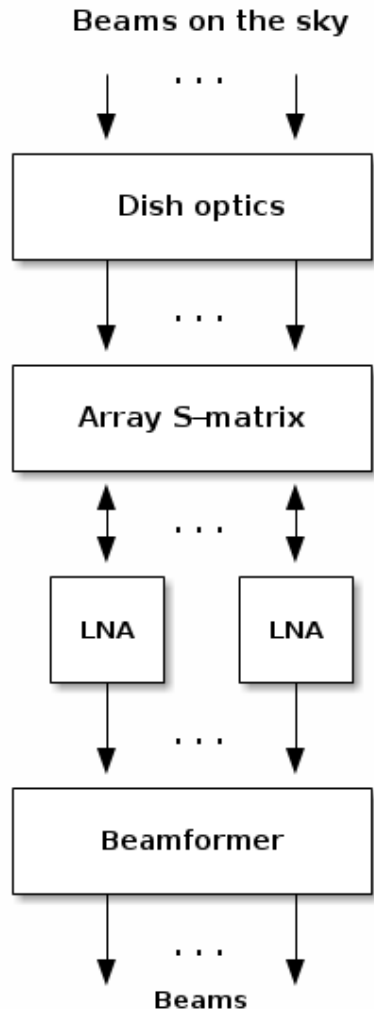 Beams on the sky
. . .
Dish optics
. . .
Array S–matrix
. . .
LNA LNA
. . .
Beamformer
. . .
Beams